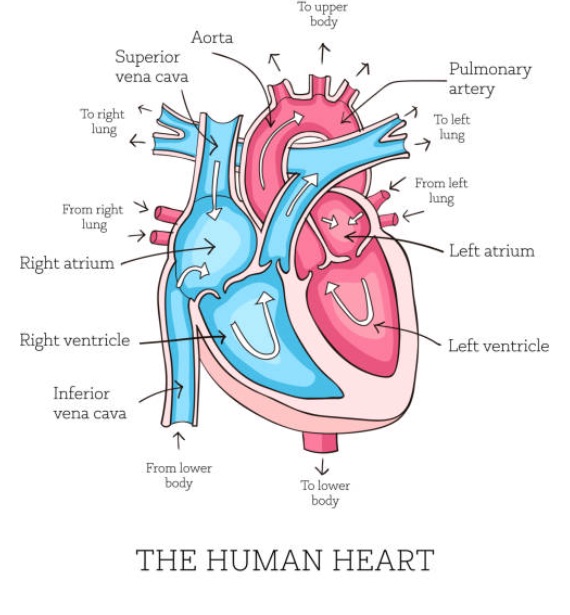 To upper
body
Aorta
Superior
vena cava
Pulmonary
artery
To right
lung
To left
lung
From left
lung
From right
lung
Left atrium
Right atrium
Right ventricle
Left ventricle
Inferior
vena cava
From lower
body
To lower
body
THE HUMAN HEART